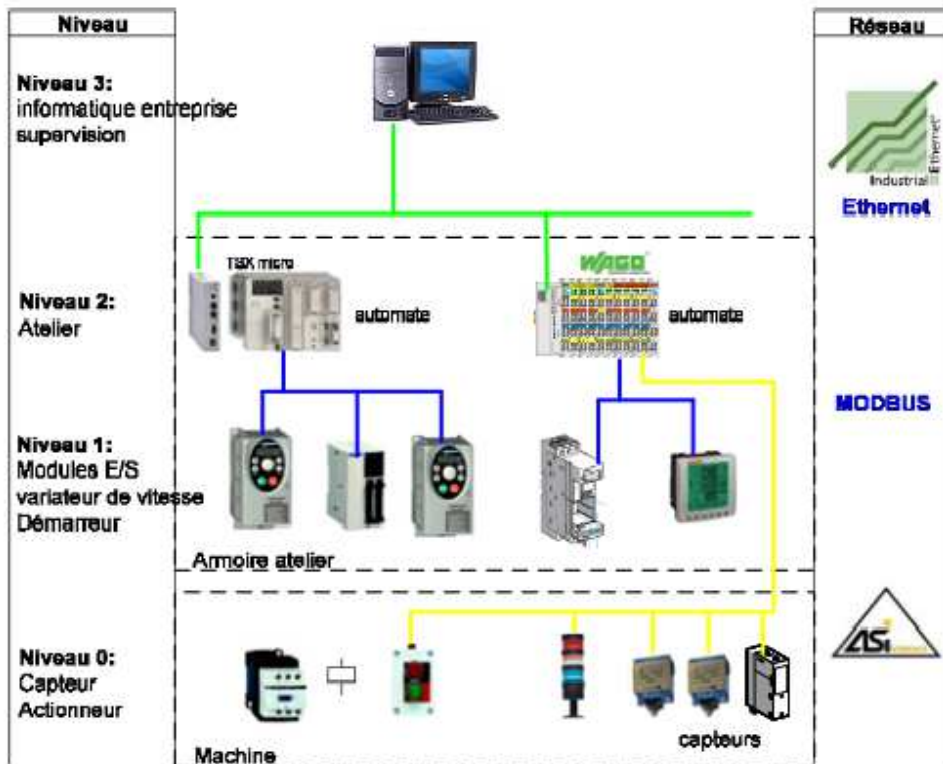 Niveau
Réseau
Niveau 3:
informatique entreprise
supervision
Industrial
Ethernet
Ethernet
TSX micro
WAGO
Niveau 2:
Atelier
automate
automate
MODBUS
Niveau 1:
Modules E/S
variateur de vitesse
Démarreur
Armoire atelier
ASi
Niveau 0:
Capteur
Actionneur
capteurs
Machine